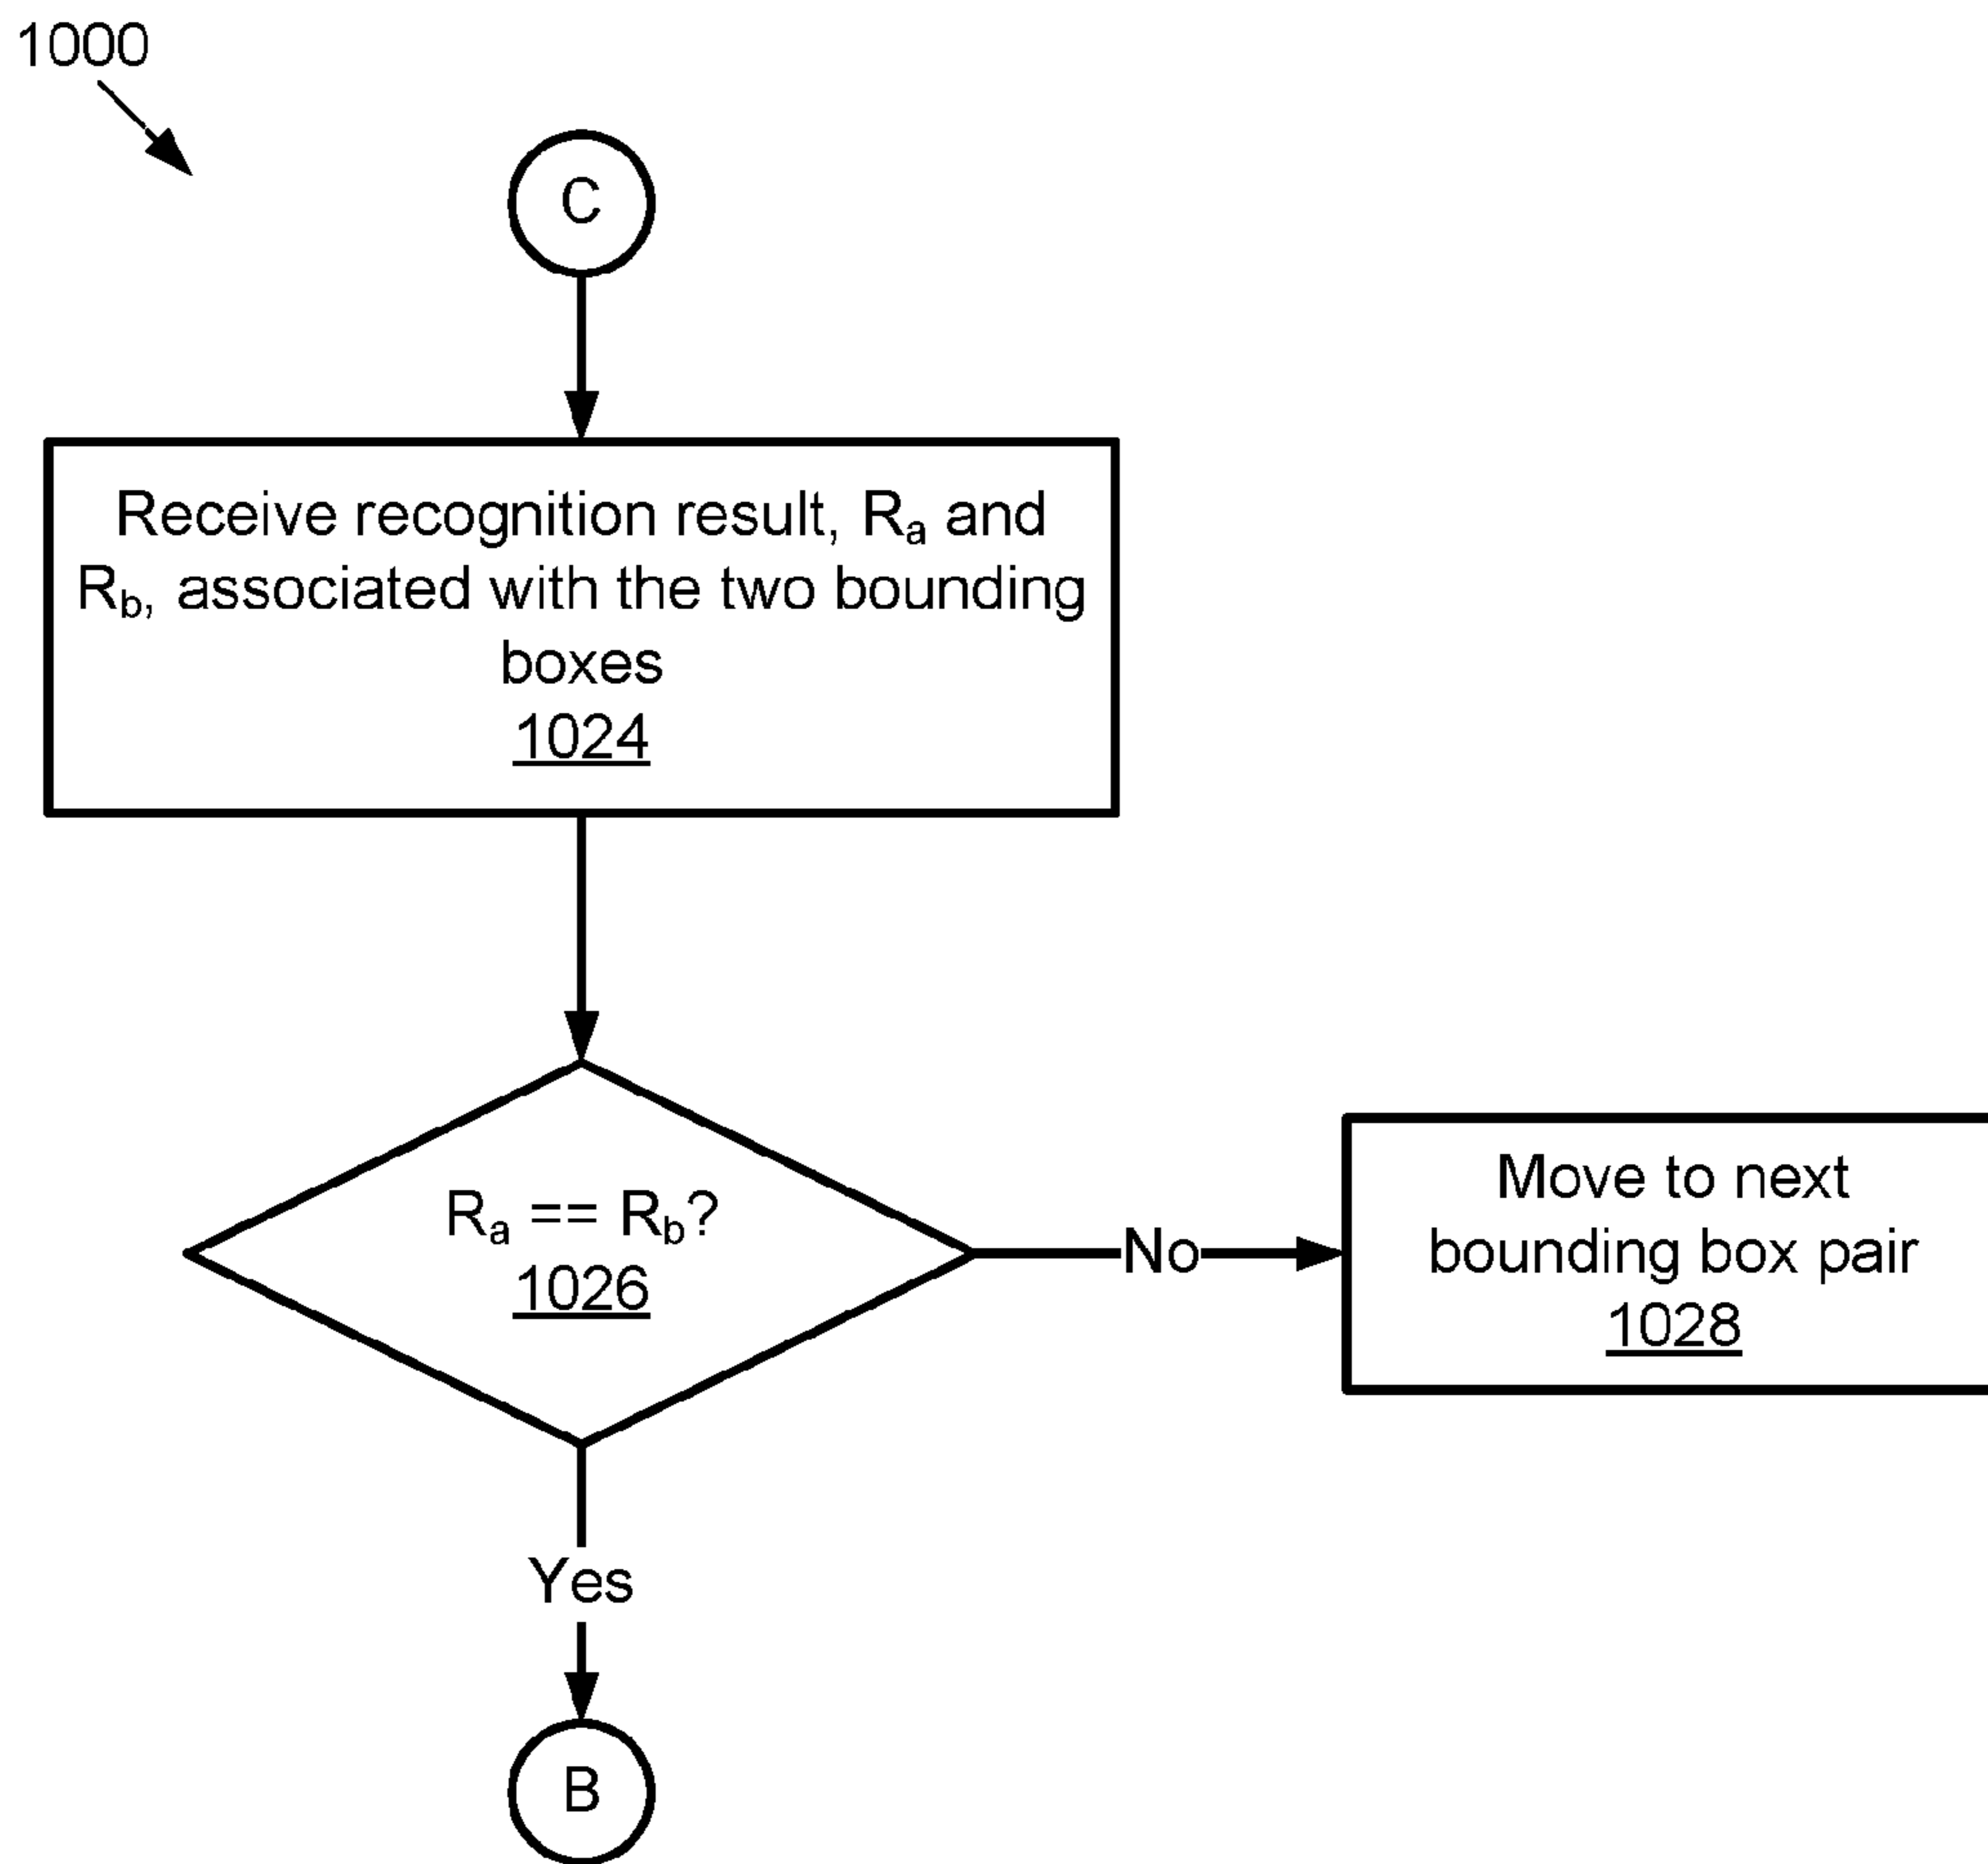 1000
C
Receive recognition result, Ra and
Rb, associated with the two bounding
boxes
1024
Ra == Rb?
1026
No
Move to next
bounding box pair
1028
Yes
B